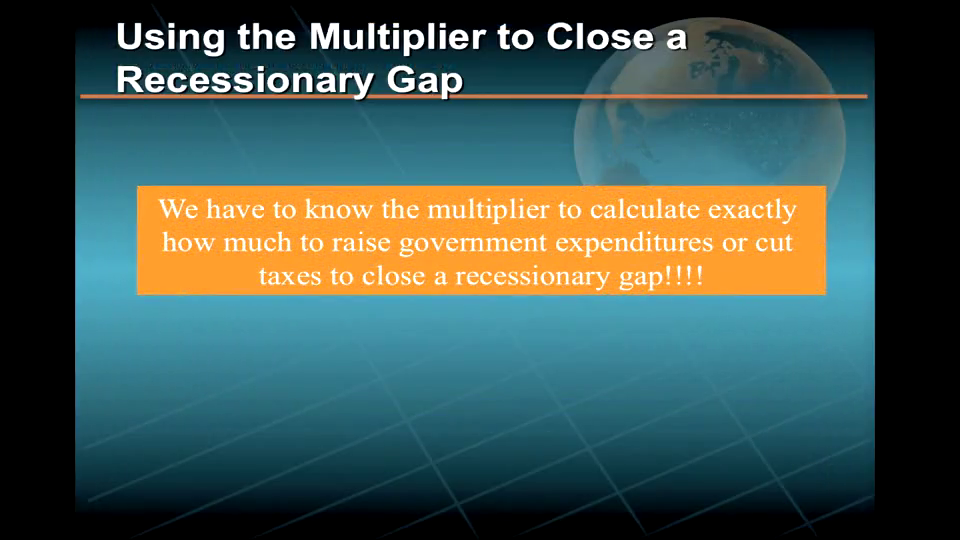 Using the Multiplier to Close a
Recessionary Gap
We have to know the multiplier to calculate exactly
how much to raise government expenditures or cut
taxes to close a recessionary gap!!!!